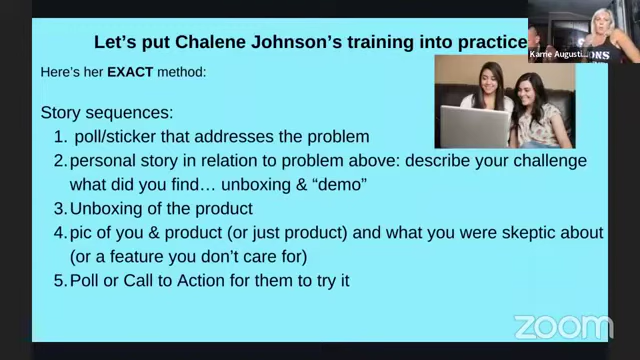 Let's put Chalene Johnson's training into practice
Karrie Augusti...
Here's her EXACT method:
Story sequences:
1. poll/sticker that addresses the problem
2. personal story in relation to problem above: describe your challenge
what did you find… unboxing & “demo”
3. Unboxing of the product
4. pic of you & product (or just product) and what you were skeptic about
(or a feature you don't care for)
5. Poll or Call to Action for them to try it
zoom